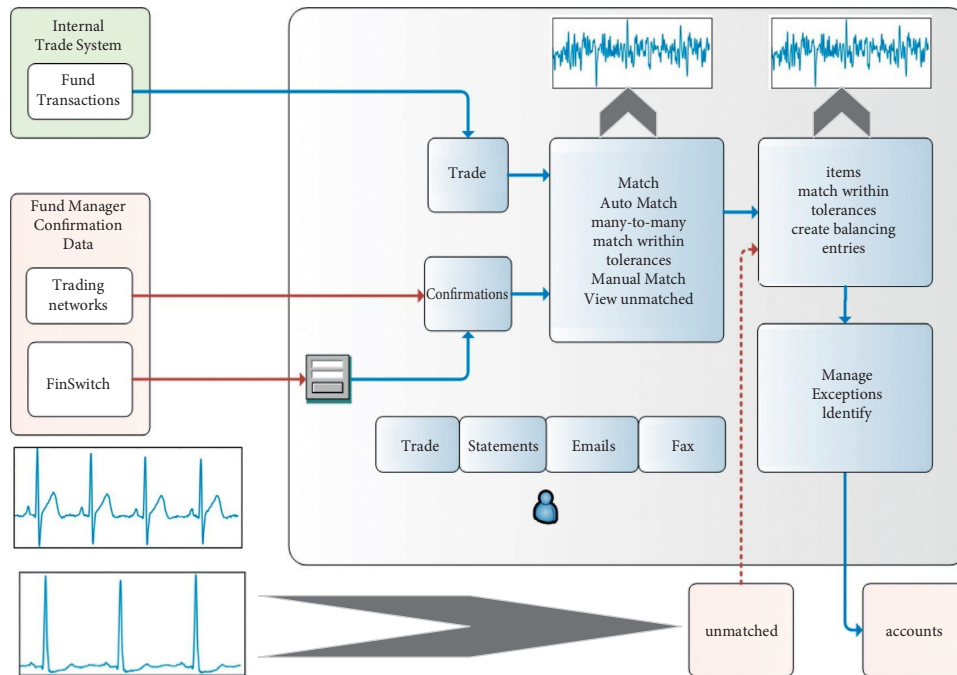 Internal
Trade System
Fund
Transactions
Fund Manager
Confirmation
Data
Trading
networks
FinSwitch
Trade
Confirmations
Match
Auto Match
many-to-many
match wrrithin
tolerances
Manual Match
View unmatched
items
match wrrithin
tolerances
create balancing
entries
Manage
Exceptions
ldentify
Trade
Statements
Emails
Fax
unmatched
accounts